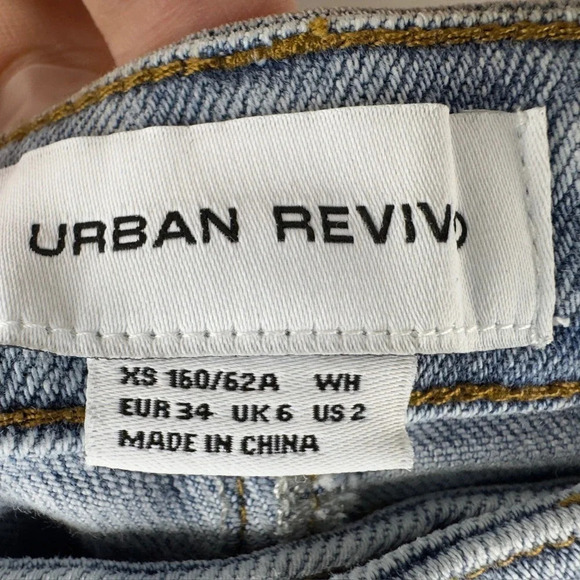 URBAN REVIVO
XS 160/62A WH
EUR 34 UK 6 US 2
MADE IN CHINA